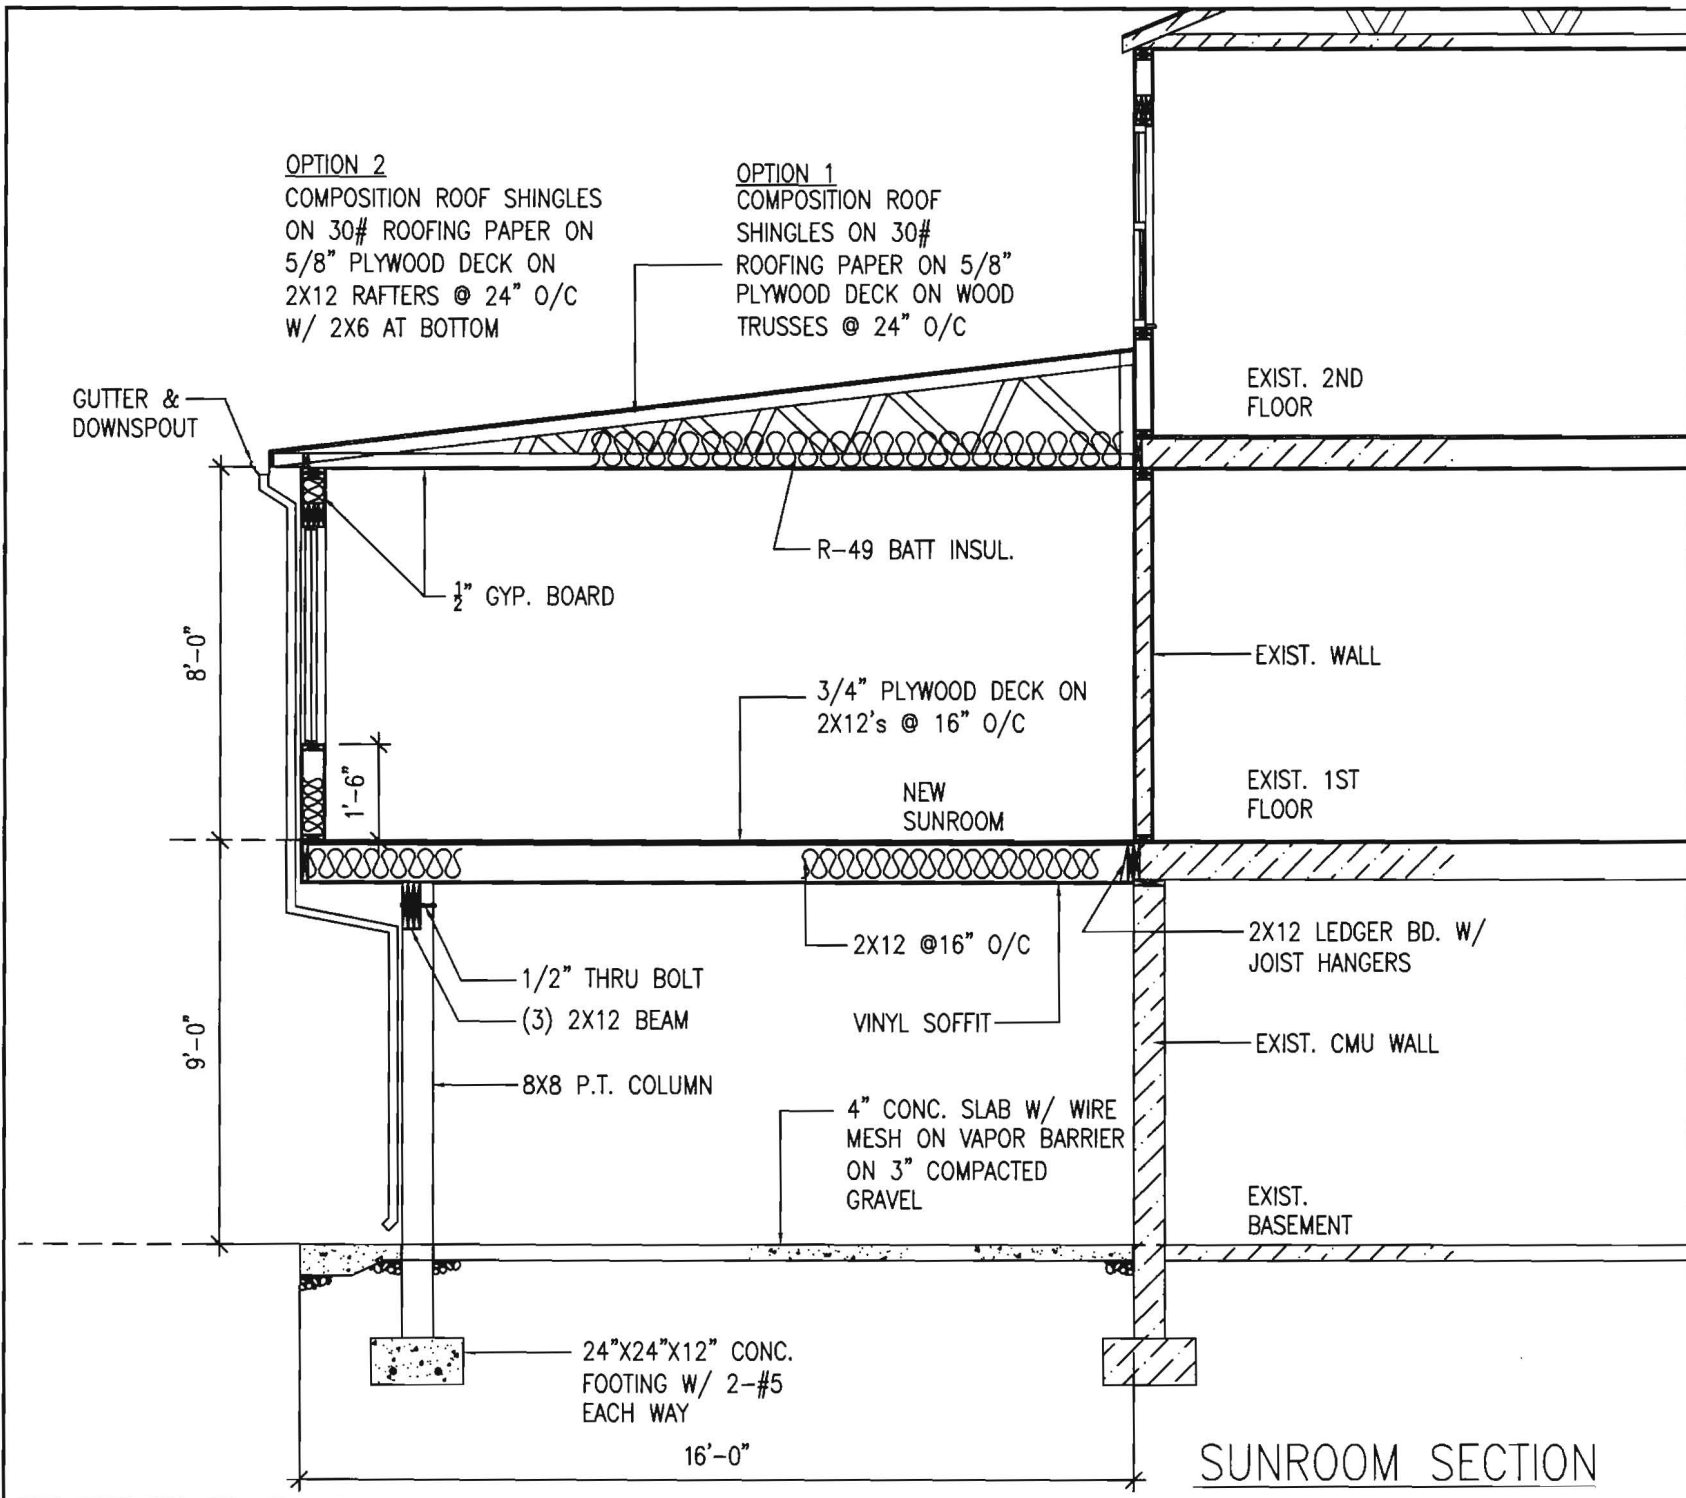 OPTION 2
COMPOSITION ROOF SHINGLES
ON 30# ROOFING PAPER ON
5/8" PLYWOOD DECK ON
2X12 RAFTERS @ 24" O/C
W/ 2X6 AT BOTTOM
OPTION 1
COMPOSITION ROOF
SHINGLES ON 30#
ROOFING PAPER ON 5/8"
PLYWOOD DECK ON WOOD
TRUSSES @ 24" O/C
GUTTER &
DOWNSPOUT
EXIST. 2ND
FLOOR
R-49 BATT INSUL.
½" GYP. BOARD
8'-0"
EXIST. WALL
3/4" PLYWOOD DECK ON
2X12's @ 16" O/C
1'-6"
NEW
SUNROOM
EXIST. 1ST
FLOOR
2X12 @16" O/C
2X12 LEDGER BD. W/
JOIST HANGERS
1/2" THRU BOLT
(3) 2X12 BEAM
VINYL SOFFIT
9'-0"
EXIST. CMU WALL
8X8 P.T. COLUMN
4" CONC. SLAB W/ WIRE
MESH ON VAPOR BARRIER
ON 3" COMPACTED
GRAVEL
EXIST.
BASEMENT
24"X24"X12" CONC.
FOOTING W/ 2-#5
EACH WAY
16'-0"
SUNROOM SECTION